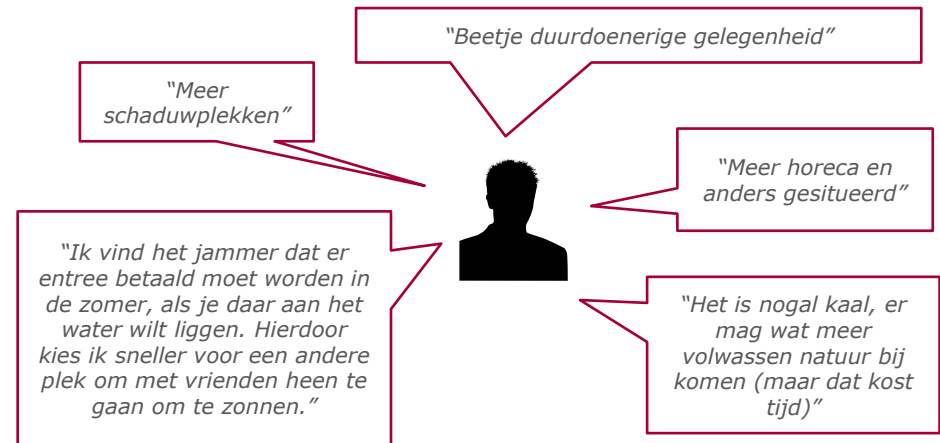 “Beetje duurdoenerige gelegenheid”
“Meer
schaduwplekken”
“Meer horeca en
anders gesitueerd”
“Ik vind het jammer dat er
entree betaald moet worden in
de zomer, als je daar aan het
water wilt liggen. Hierdoor
kies ik sneller voor een andere
plek om met vrienden heen te
gaan om te zonnen.”
“Het is nogal kaal, er
mag wat meer
volwassen natuur bij
komen (maar dat kost
tijd)”